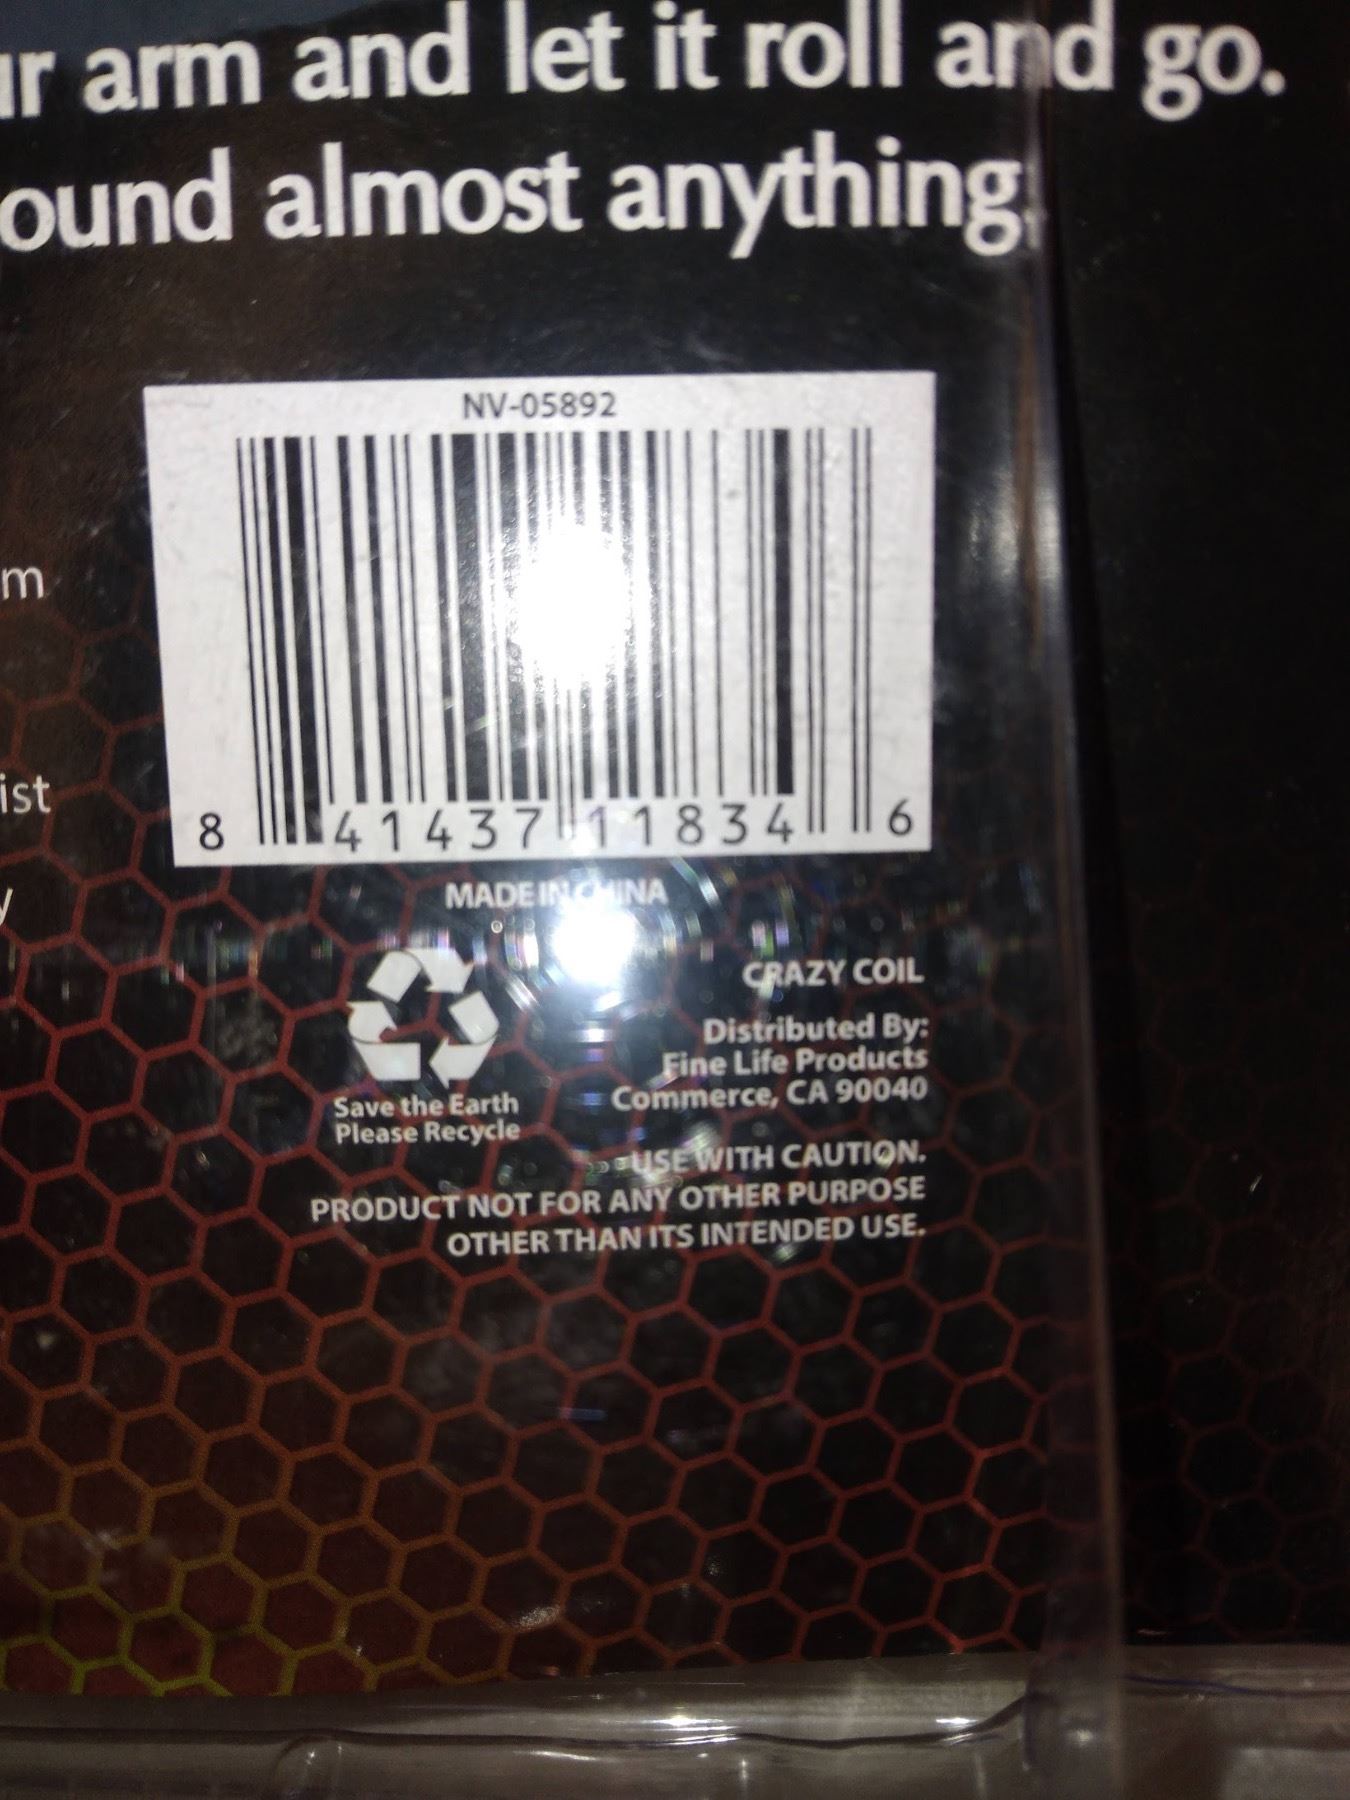 ur arm and let it roll and go.
ound almost anything.
NV-05892
m
ist
8 41437 11834 6
y
MADE IN CHINA
CRAZY COIL
Distributed By:
Fine Life Products
Commerce, CA 90040
Save the Earth
Please Recycle
USE WITH CAUTION.
PRODUCT NOT FOR ANY OTHER PURPOSE
OTHER THAN ITS INTENDED USE.